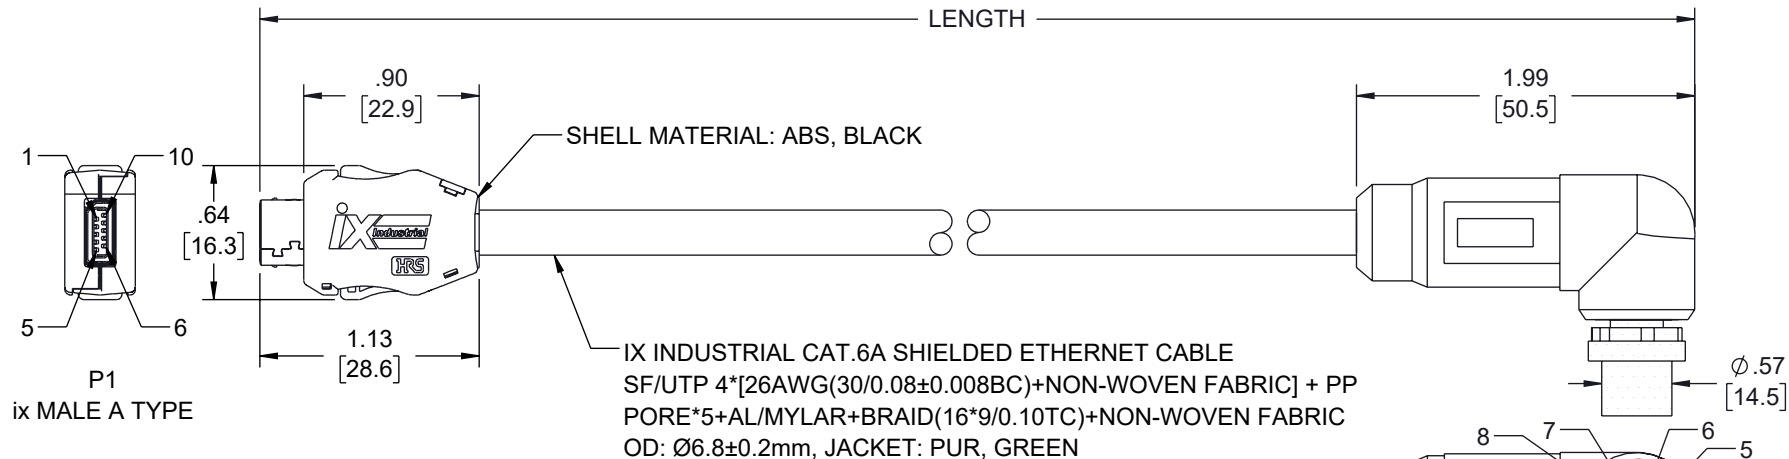 LENGTH
.90
[22.9]
1.99
[50.5]
SHELL MATERIAL: ABS, BLACK
1
10
.64
[16.3]
iX
Industrial
HRS
5
6
1.13
[28.6]
P1
ix MALE A TYPE
IX INDUSTRIAL CAT.6A SHIELDED ETHERNET CABLE
SF/UTP 4*[26AWG(30/0.08±0.008BC)+NON-WOVEN FABRIC] + PP
PORE*5+AL/MYLAR+BRAID(16*9/0.10TC)+NON-WOVEN FABRIC
OD: Ø6.8±0.2mm, JACKET: PUR, GREEN
Ø.57
[14.5]
8
7
6
5